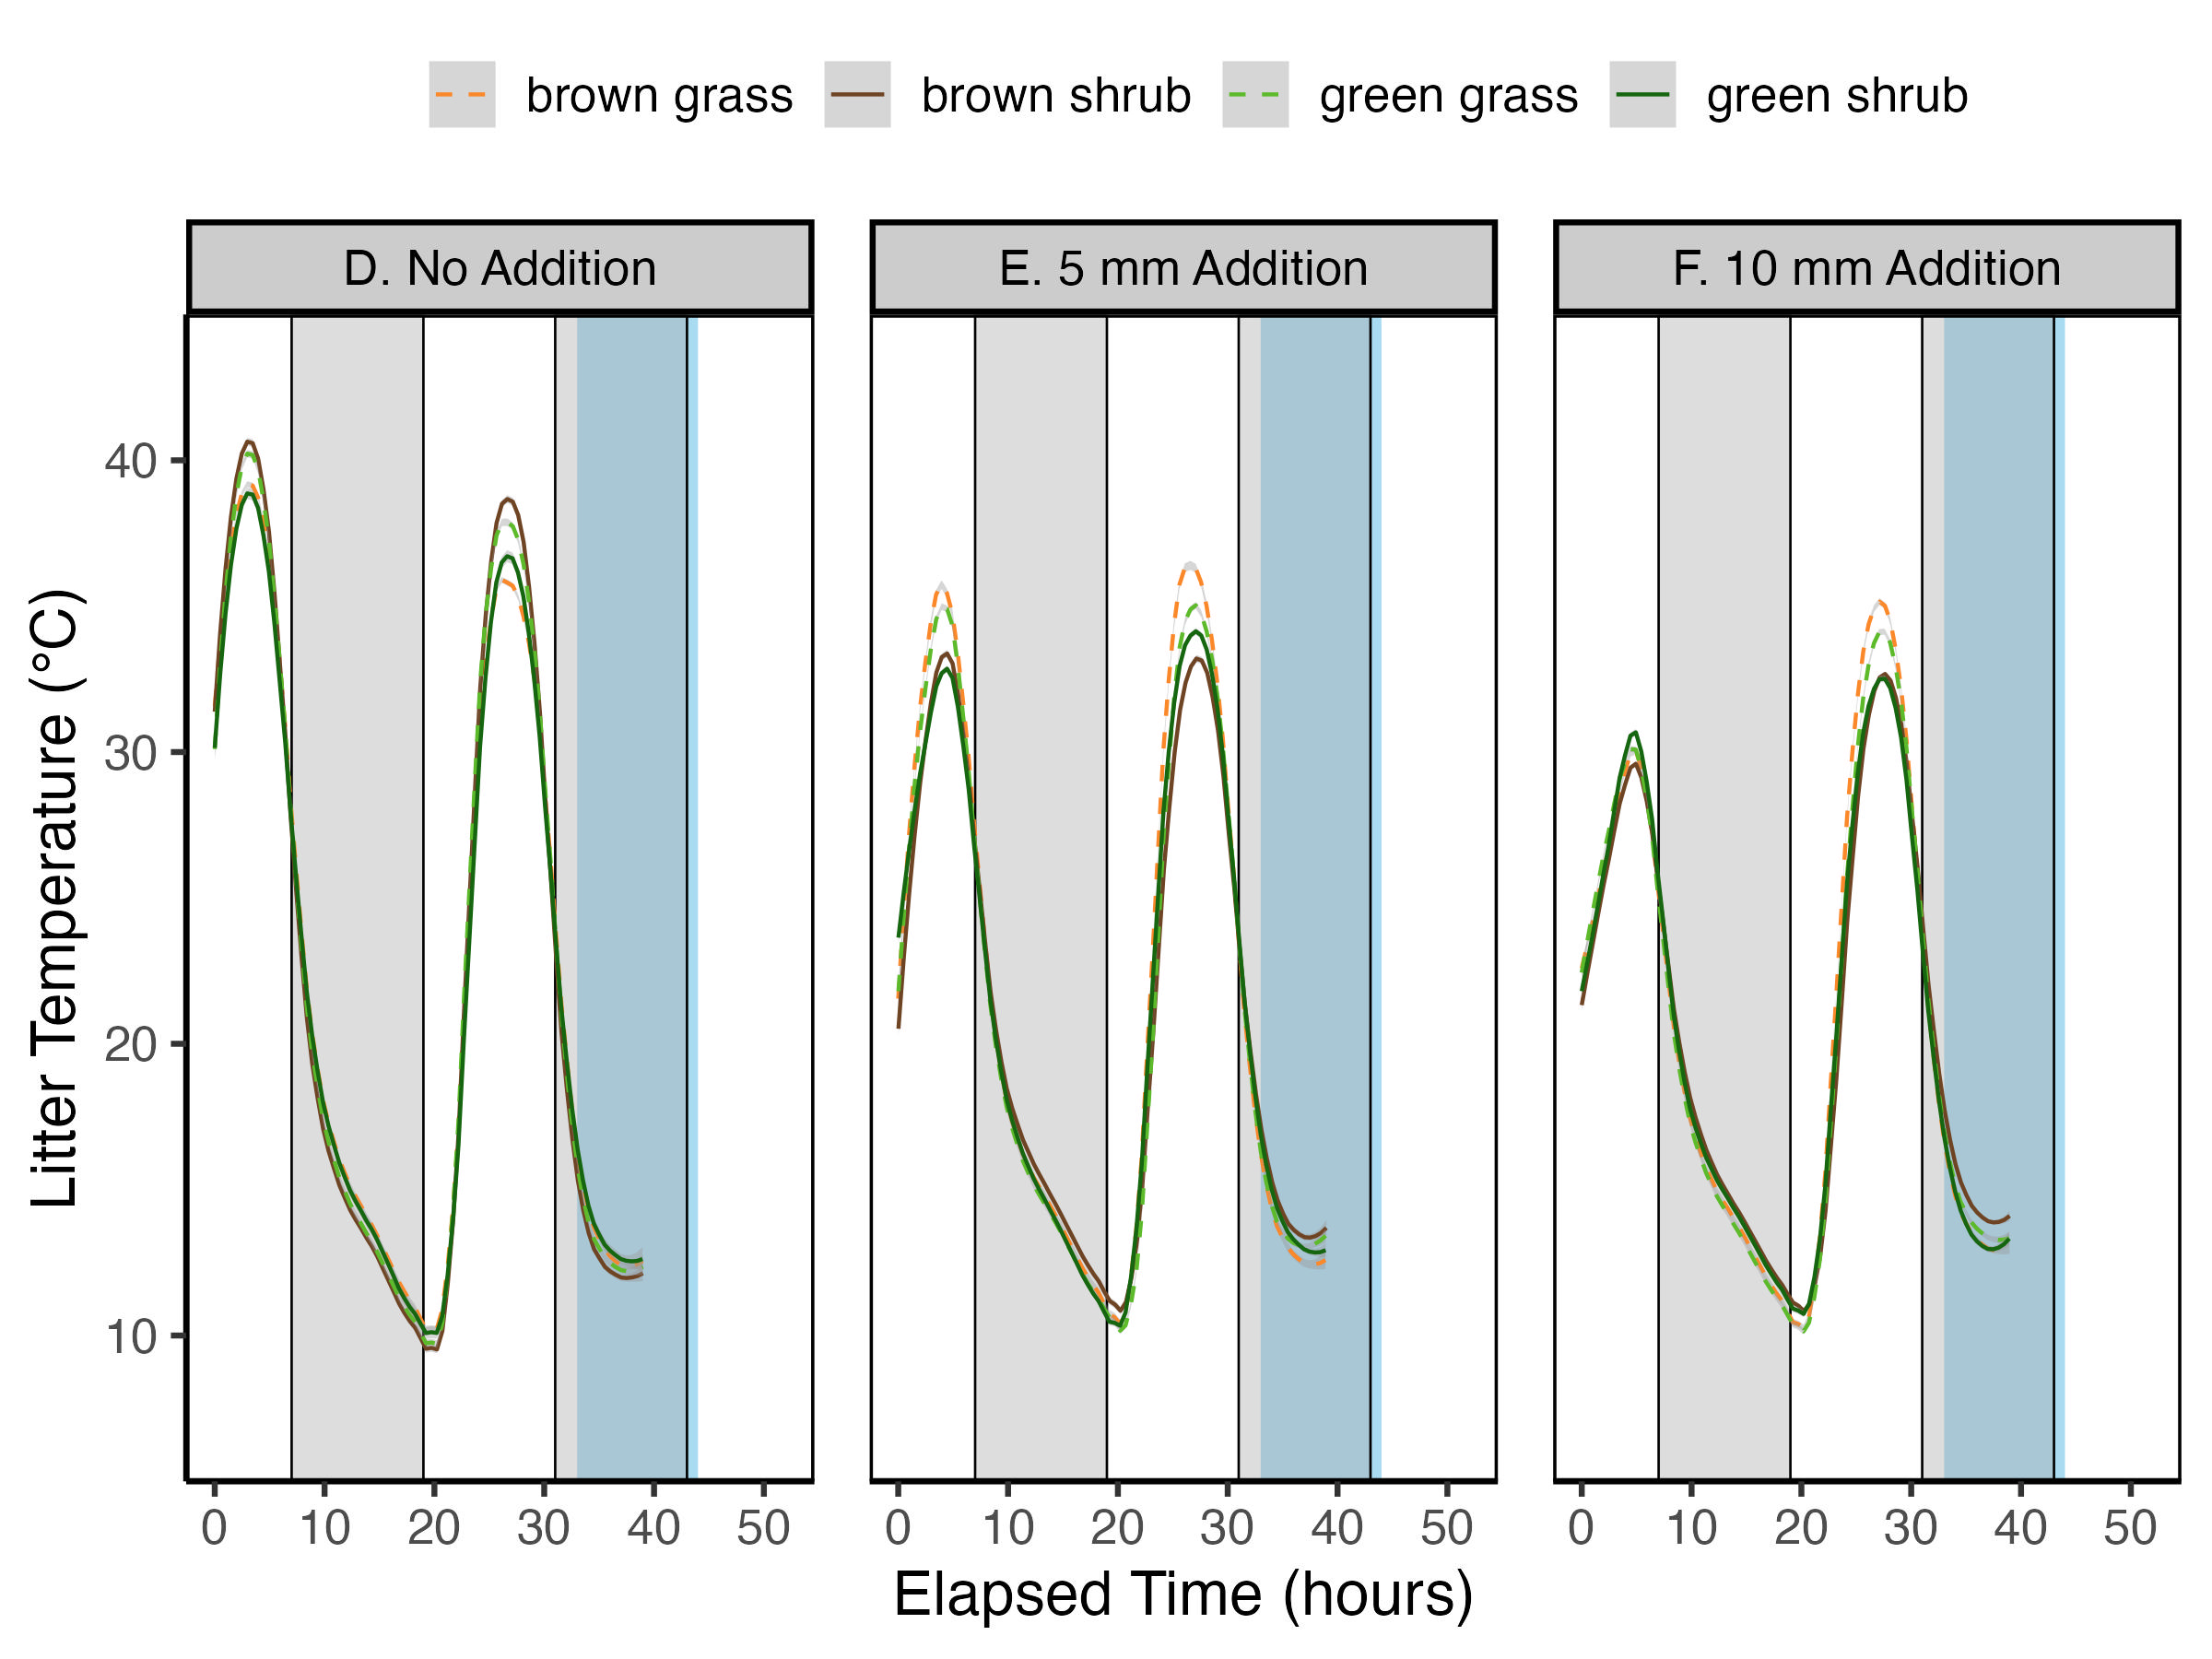 brown grass brown shrub green grass green shrub
D. No Addition E. 5 mm Addition F. 10 mm Addition
Litter Temperature (°C)
40
30
20
10
0 10 20 30 40 50 0 10 20 30 40 50 0 10 20 30 40 50
Elapsed Time (hours)